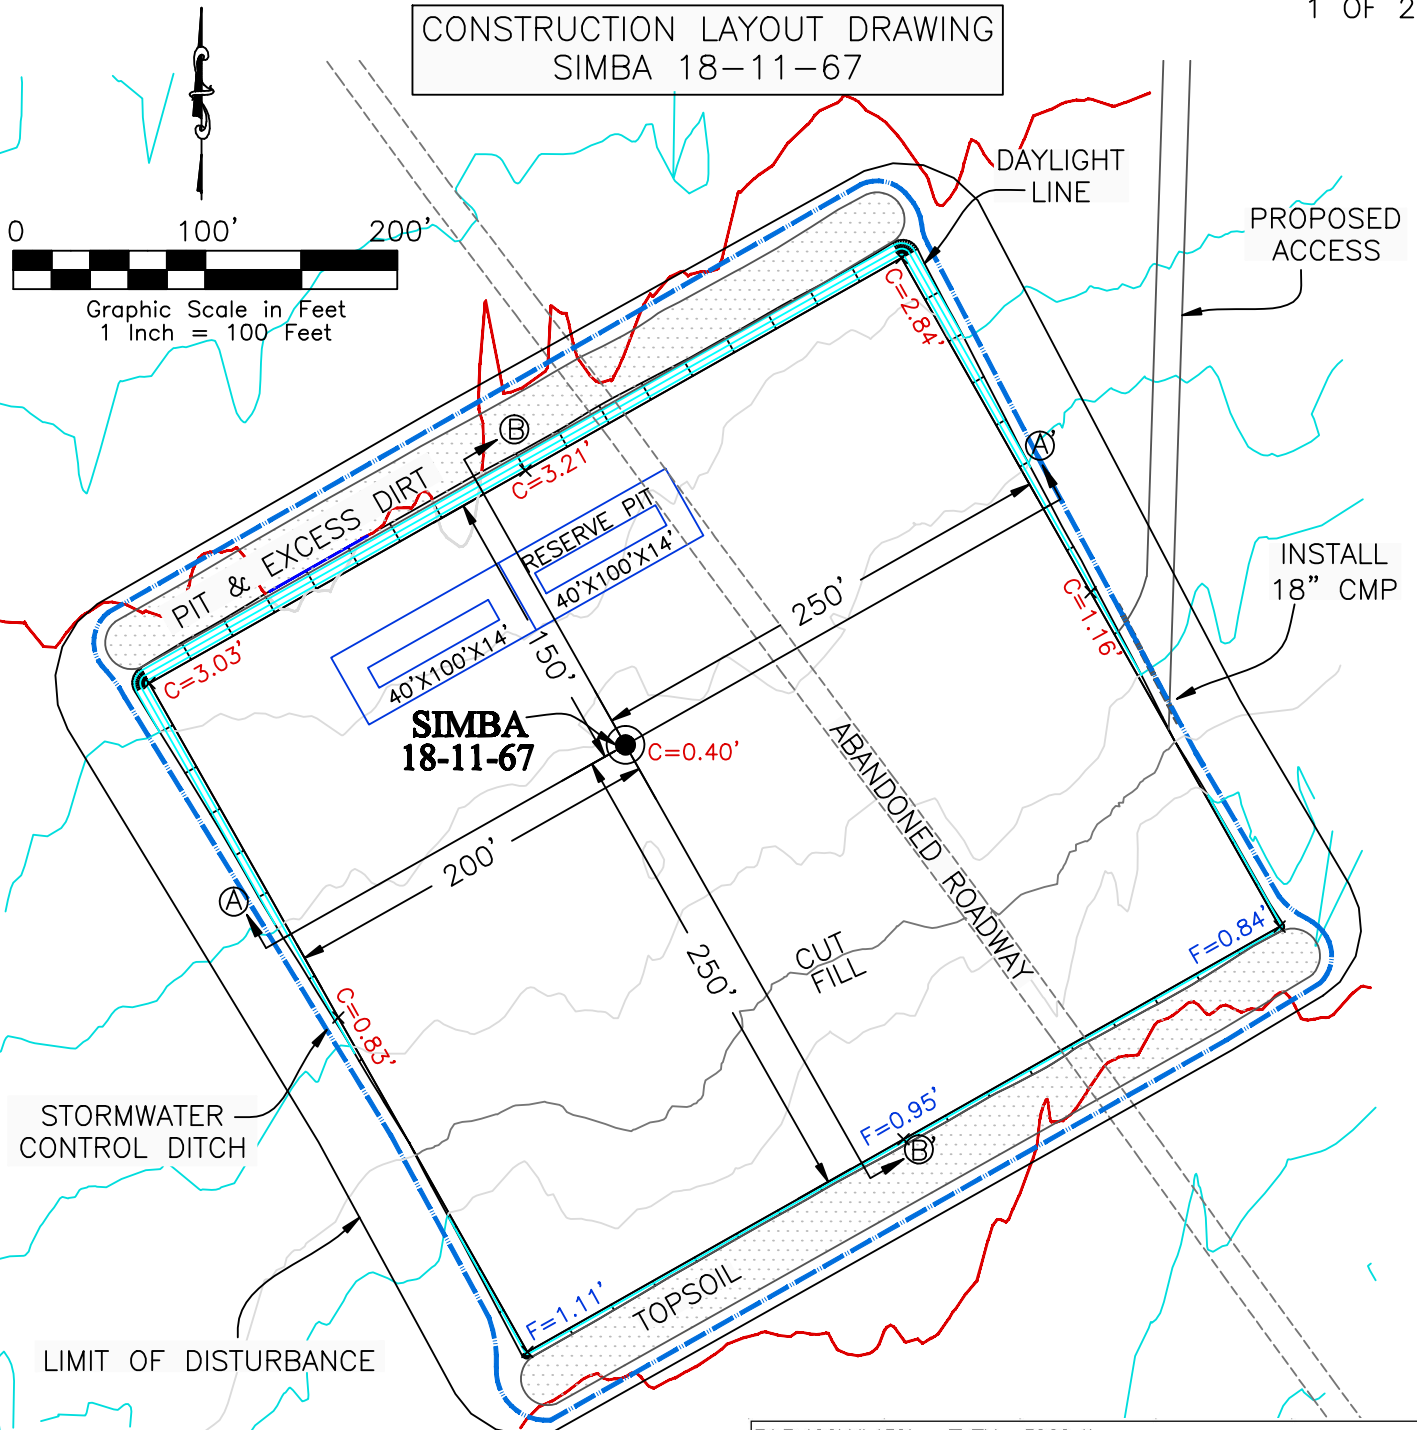 1 OF 2
CONSTRUCTION LAYOUT DRAWING
SIMBA 18-11-67
0 100' 200'
Graphic Scale in Feet
1 Inch = 100 Feet
DAYLIGHT
LINE
PROPOSED
ACCESS
C=2.84'
B
A'
C=3.21'
PIT & EXCESS DIRT
RESERVE PIT
40'X100'X14'
40'X100'X14'
INSTALL
18" CMP
C=1.16'
250'
150'
C=3.03'
SIMBA
18-11-67
C=0.40'
ABANDONED ROADWAY
200'
A
250'
CUT
FILL
F=0.84'
C=0.83'
STORMWATER
CONTROL DITCH
F=0.95'
B'
F=1.11'
TOPSOIL
LIMIT OF DISTURBANCE